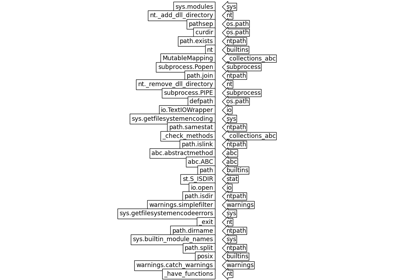 sys.modules sys
nt._add_dll_directory nt
pathsep os.path
curdir os.path
path.exists ntpath
nt builtins
MutableMapping _collections_abc
subprocess.Popen subprocess
path.join ntpath
nt._remove_dll_directory nt
subprocess.PIPE subprocess
defpath os.path
io.TextIOWrapper io
sys.getfilesystemencoding sys
path.samestat ntpath
_check_methods _collections_abc
path.islink ntpath
abc.abstractmethod abc
abc.ABC abc
path builtins
st.S_ISDIR stat
io.open io
path.isdir ntpath
warnings.simplefilter warnings
sys.getfilesystemencodeerrors sys
_exit nt
path.dirname ntpath
sys.builtin_module_names sys
path.split ntpath
posix builtins
warnings.catch_warnings warnings
_have_functions nt